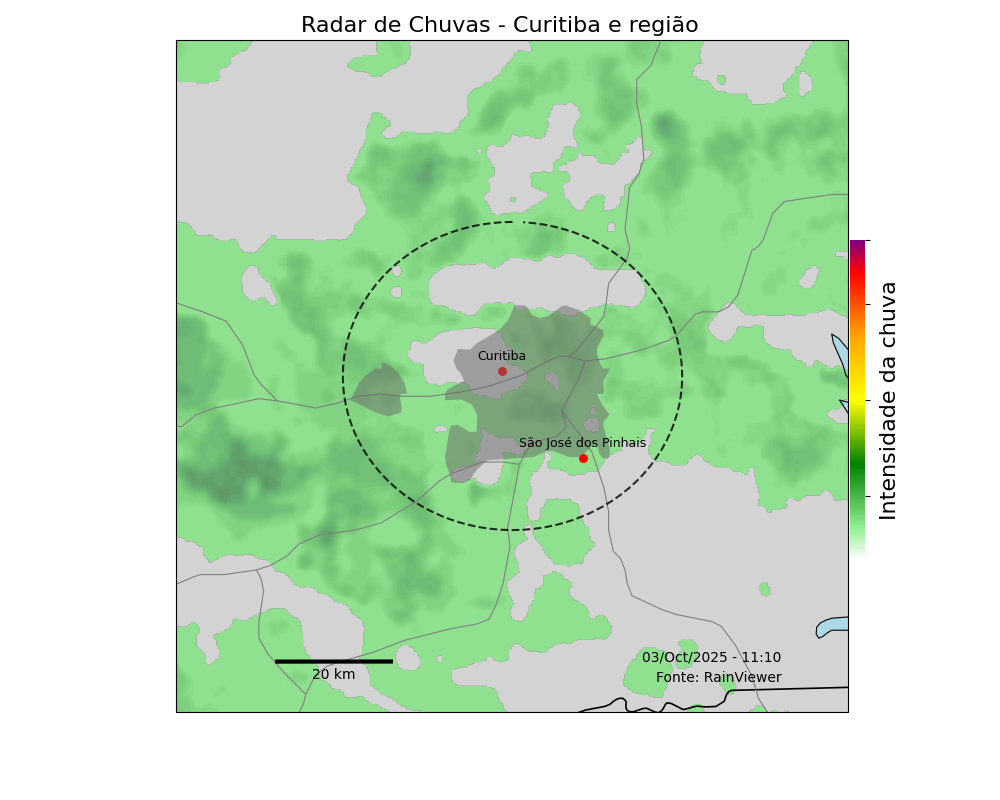 Radar de Chuvas - Curitiba e região
Curitiba
São José dos Pinhais
Intensidade da chuva
03/Oct/2025 - 11:10
Fonte: RainViewer
20 km